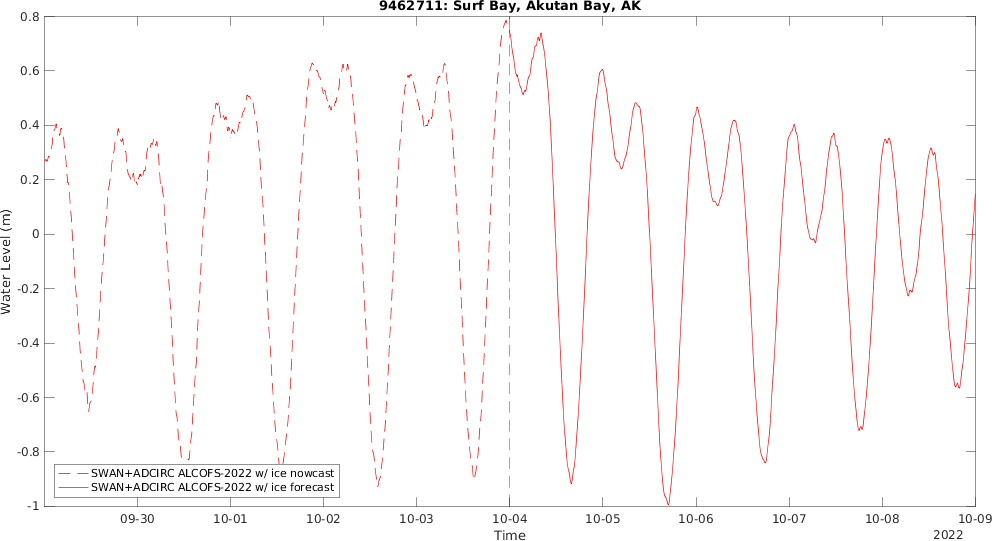 9462711: Surf Bay, Akutan Bay, AK
0.8
0.6
0.4
0.2
0
-0.2
-0.4
-0.6
-0.8
-1
Water Level (m)
SWAN+ADCIRC ALCOFS-2022 w/ ice nowcast
SWAN+ADCIRC ALCOFS-2022 w/ ice forecast
09-30 10-01 10-02 10-03 10-04 10-05 10-06 10-07 10-08 10-09
Time
2022